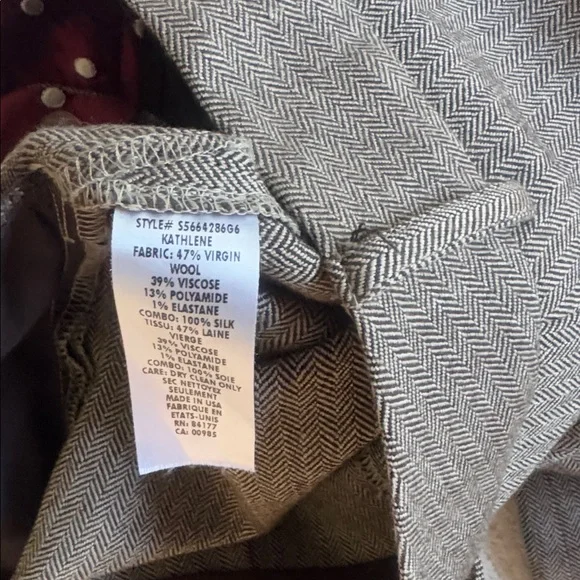 STYLE# S5664286G6
KATHLENE
FABRIC: 47% VIRGIN
WOOL
39% VISCOSE
13% POLYAMIDE
1% ELASTANE
COMBO: 100% SILK
TISSU: 47% LAINE
VIERGE
39% VISCOSE
13% POLYAMIDE
1% ELASTANE
COMBO: 100% SOIE
CARE: DRY CLEAN ONLY
SEC NETTOYEZ
SEULEMENT
MADE IN USA
FABRIQUE EN
ETATS-UNIS
RN: 84177
CA: 00985